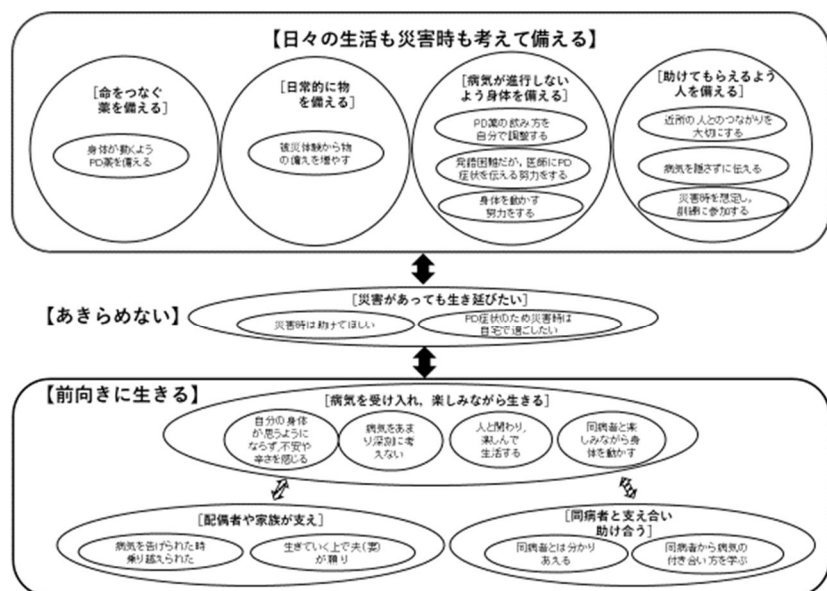 【日々の生活も災害時も考えて備える】
[命をつなぐ
薬を備える]
身体が動くよう
PD薬を備える
[日常的に物
を備える]
被災体験から物
の備えを増やす
[病気が進行しない
よう身体を備える]
PD薬の飲み方を
自分で調整する
発語困難だが，医師にPD
症状を伝える努力をする
身体を動かす
努力をする
[助けてもらえるよう
人を備える]
近所の人とのつながりを
大切にする
病気を隠さずに伝える
災害時を想定し，
訓練に参加する
【あきらめない】
[災害があっても生き延びたい]
災害時は助けてほしい
PD症状のため災害時は
自宅で過ごしたい
【前向きに生きる】
[病気を受け入れ，楽しみながら生きる]
自分の身体
が思うように
ならず，不安や
辛さを感じる
病気をあま
り深刻に考
えない
人と関わり，
楽しんで
生活する
同病者と楽
しみながら身
体を動かす
[配偶者や家族が支え]
病気を告げられた時
乗り越えられた
生きていく上で夫(妻)
が頼り
[同病者と支え合い
助け合う]
同病者とは分かり
あえる
同病者から病気の
付き合い方を学ぶ